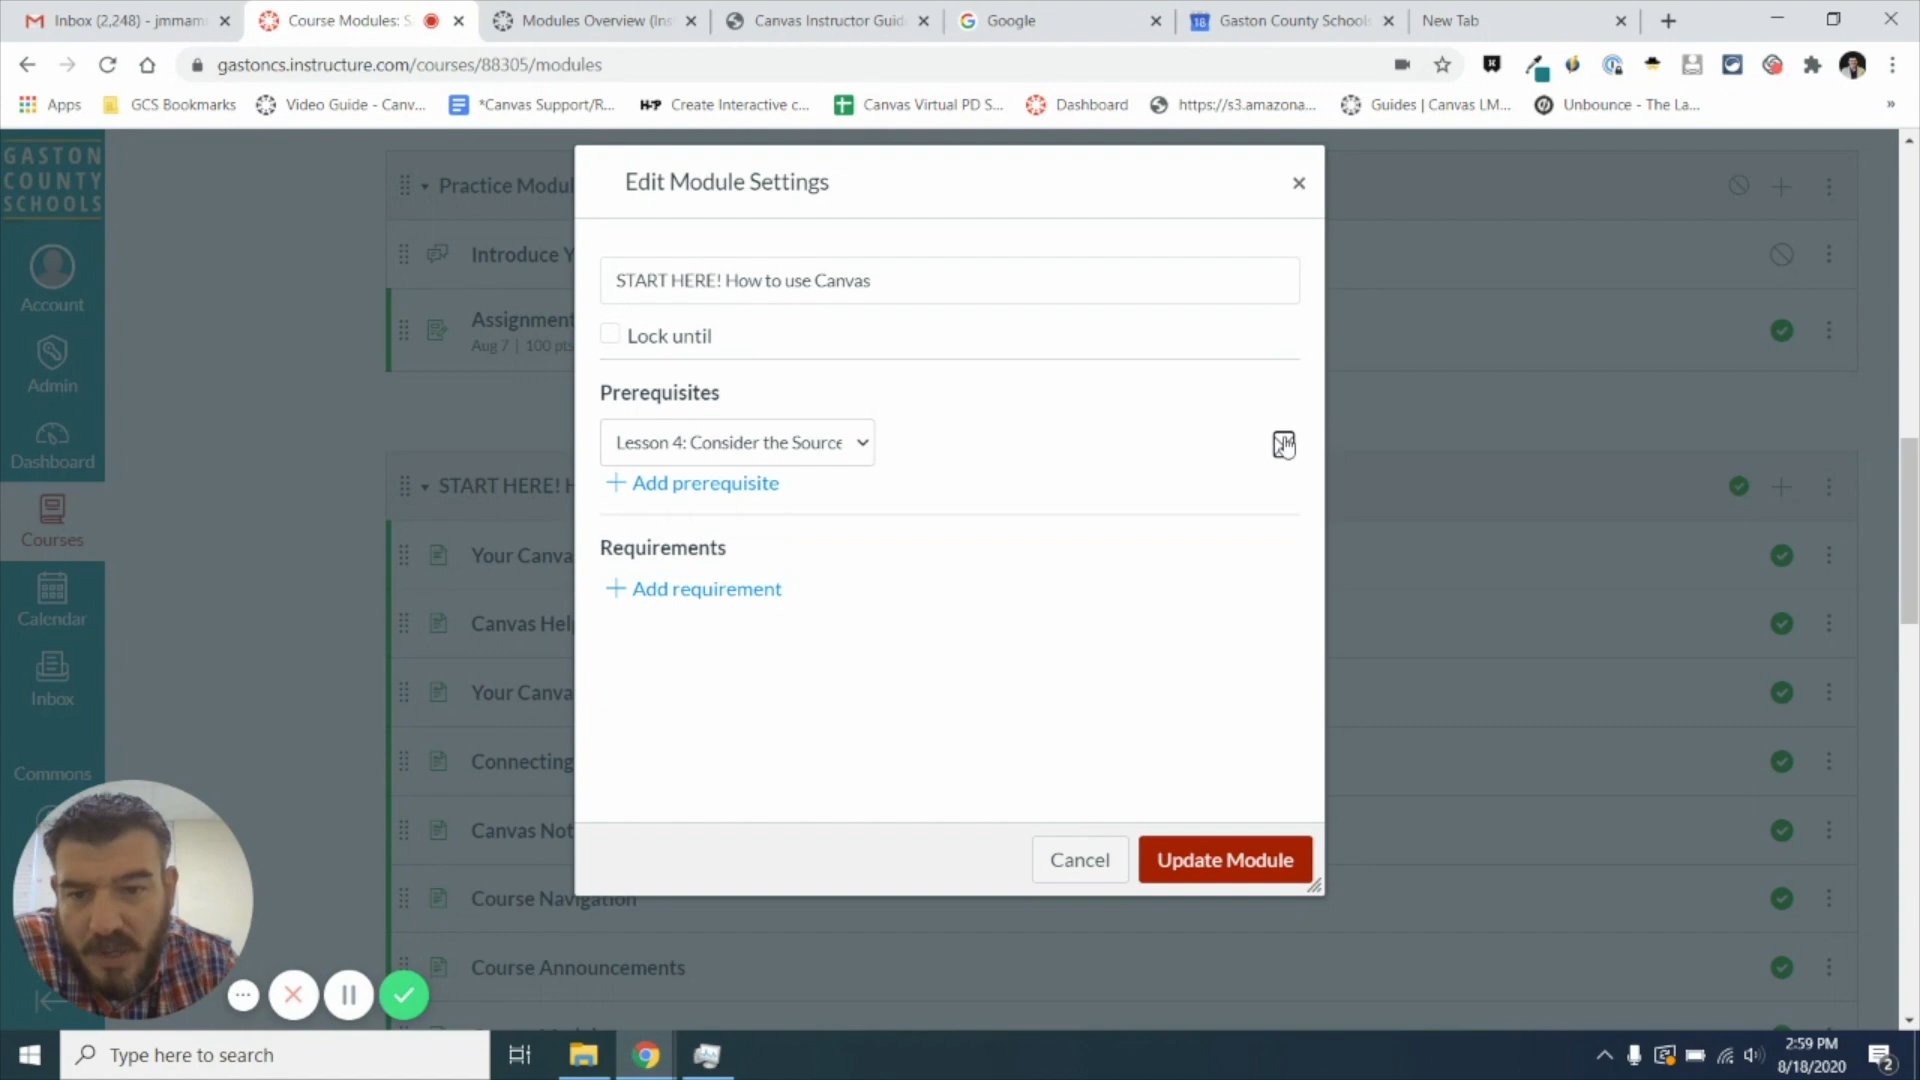 Inbox (2,248) - jmmam
Course Modules: S
Modules Overview (Ins
Canvas Instructor Guid
Google
Gaston County Schools
New Tab
gastoncs.instructure.com/courses/88305/modules
Apps
GCS Bookmarks
Video Guide - Canv...
*Canvas Support/R...
H-P Create Interactive c...
Canvas Virtual PD S...
Dashboard
https://s3.amazona...
Guides | Canvas LM...
Unbounce - The La...
»
GASTON
COUNTY
SCHOOLS
Account
Admin
Dashboard
Courses
Calendar
Inbox
Commons
Practice Modul
Introduce Y
Assignment
Aug 7 | 100 pts
START HERE! H
Your Canva
Canvas Hel
Your Canva
Connecting
Canvas Not
Course Navigation
Course Announcements
Edit Module Settings
START HERE! How to use Canvas
Lock until
Prerequisites
Lesson 4: Consider the Source
Add prerequisite
Requirements
Add requirement
Cancel
Update Module
Type here to search
2:59 PM
8/18/2020
2